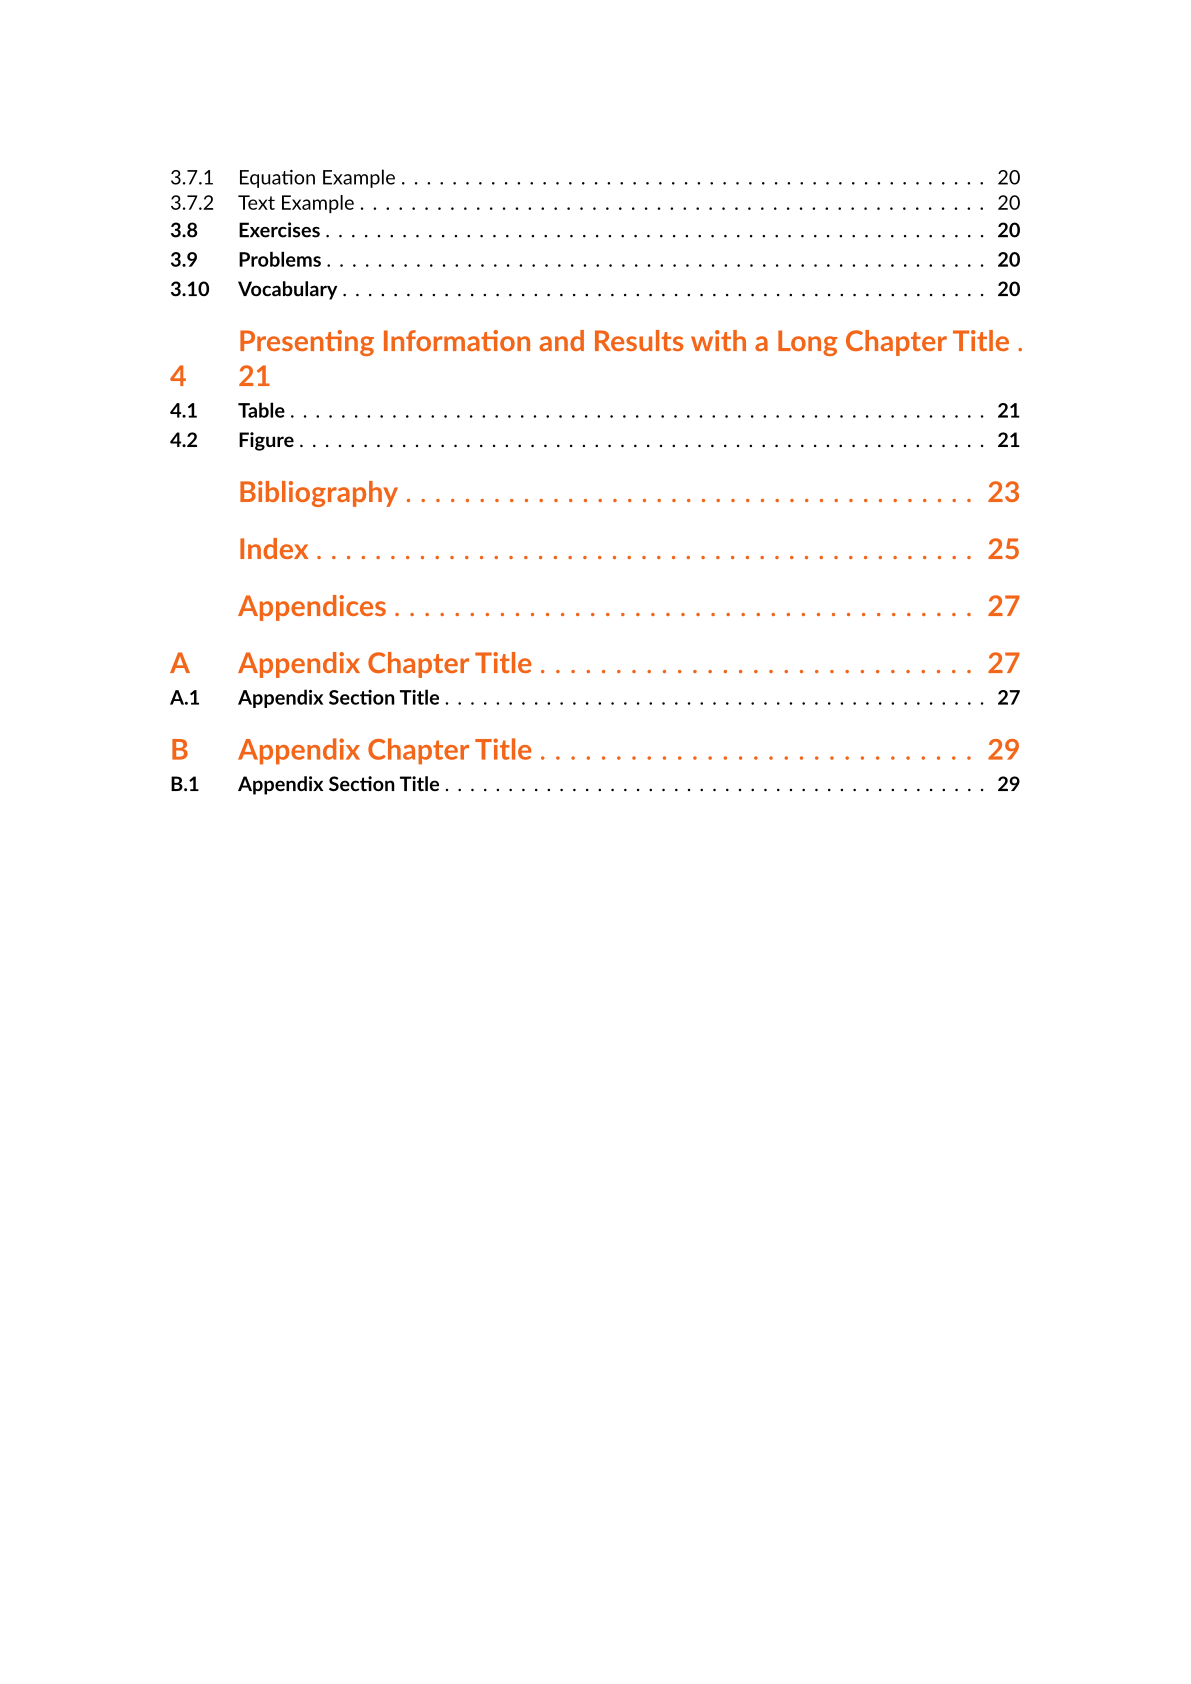 3.7.1 Equation Example . . . . . . . . . . . . . . . . . . . . . . . . . . . . . . . . . . . . . . . . . . . . . . 20
3.7.2 Text Example . . . . . . . . . . . . . . . . . . . . . . . . . . . . . . . . . . . . . . . . . . . . . . . . . 20
3.8 Exercises . . . . . . . . . . . . . . . . . . . . . . . . . . . . . . . . . . . . . . . . . . . . . . . . . . . . 20
3.9 Problems . . . . . . . . . . . . . . . . . . . . . . . . . . . . . . . . . . . . . . . . . . . . . . . . . . . . 20
3.10 Vocabulary . . . . . . . . . . . . . . . . . . . . . . . . . . . . . . . . . . . . . . . . . . . . . . . . . . . 20
Presenting Information and Results with a Long Chapter Title .
4 21
4.1 Table . . . . . . . . . . . . . . . . . . . . . . . . . . . . . . . . . . . . . . . . . . . . . . . . . . . . . . . 21
4.2 Figure . . . . . . . . . . . . . . . . . . . . . . . . . . . . . . . . . . . . . . . . . . . . . . . . . . . . . . 21
Bibliography . . . . . . . . . . . . . . . . . . . . . . . . . . . . . . . . . . . . . . 23
Index . . . . . . . . . . . . . . . . . . . . . . . . . . . . . . . . . . . . . . . . . . . . 25
Appendices . . . . . . . . . . . . . . . . . . . . . . . . . . . . . . . . . . . . . . . 27
A Appendix Chapter Title . . . . . . . . . . . . . . . . . . . . . . . . . . . . . 27
A.1 Appendix Section Title . . . . . . . . . . . . . . . . . . . . . . . . . . . . . . . . . . . . . . . . . . . 27
B Appendix Chapter Title . . . . . . . . . . . . . . . . . . . . . . . . . . . . . 29
B.1 Appendix Section Title . . . . . . . . . . . . . . . . . . . . . . . . . . . . . . . . . . . . . . . . . . . 29